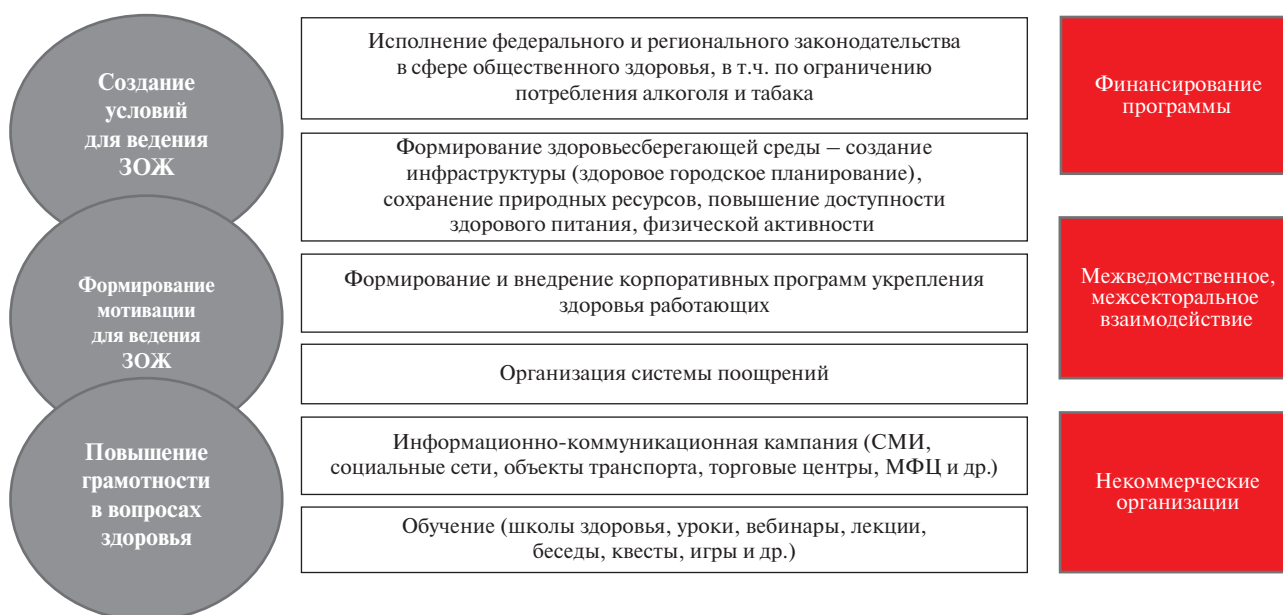 Создание
условий
для ведения
ЗОЖ
Формирование
мотивации
для ведения
ЗОЖ
Повышение
грамотности
в вопросах
здоровья
Исполнение федерального и регионального законодательства
в сфере общественного здоровья, в т.ч. по ограничению
потребления алкоголя и табака
Формирование здоровьесберегающей среды – создание
инфраструктуры (здоровое городское планирование),
сохранение природных ресурсов, повышение доступности
здорового питания, физической активности
Формирование и внедрение корпоративных программ укрепления
здоровья работающих
Организация системы поощрений
Информационно-коммуникационная кампания (СМИ,
социальные сети, объекты транспорта, торговые центры, МФЦ и др.)
Обучение (школы здоровья, уроки, вебинары, лекции,
беседы, квесты, игры и др.)
Финансирование
программы
Межведомственное,
межсекторальное
взаимодействие
Некоммерческие
организации